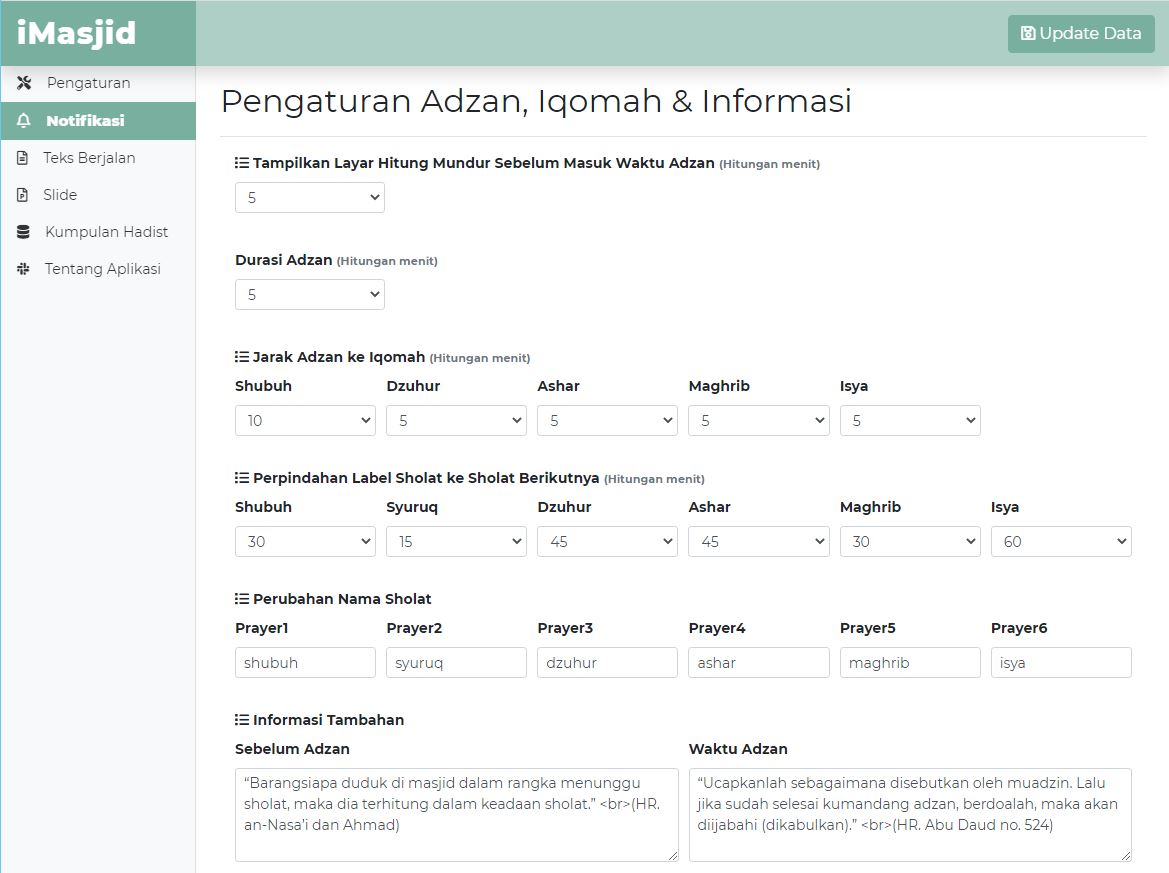 iMasjid
Update Data
Pengaturan
Notifikasi
Teks Berjalan
Slide
Kumpulan Hadist
Tentang Aplikasi
Pengaturan Adzan, Iqomah & Informasi
Tampilkan Layar Hitung Mundur Sebelum Masuk Waktu Adzan (Hitungan menit)
5
Durasi Adzan (Hitungan menit)
5
Jarak Adzan ke Iqomah (Hitungan menit)
Shubuh Dzuhur Ashar Maghrib Isya
10 5 5 5 5
Perpindahan Label Sholat ke Sholat Berikutnya (Hitungan menit)
Shubuh Syuruq Dzuhur Ashar Maghrib Isya
30 15 45 45 30 60
Perubahan Nama Sholat
Prayer1 Prayer2 Prayer3 Prayer4 Prayer5 Prayer6
shubuh syuruq dzuhur ashar maghrib isya
Informasi Tambahan
Sebelum Adzan
“Barangsiapa duduk di masjid dalam rangka menunggu
sholat, maka dia terhitung dalam keadaan sholat.” <br>(HR.
an-Nasa’i dan Ahmad)
Waktu Adzan
“Ucapkanlah sebagaimana disebutkan oleh muadzin. Lalu
jika sudah selesai kumandang adzan, berdoalah, maka akan
diijabahi (dikabulkan).” <br>(HR. Abu Daud no. 524)